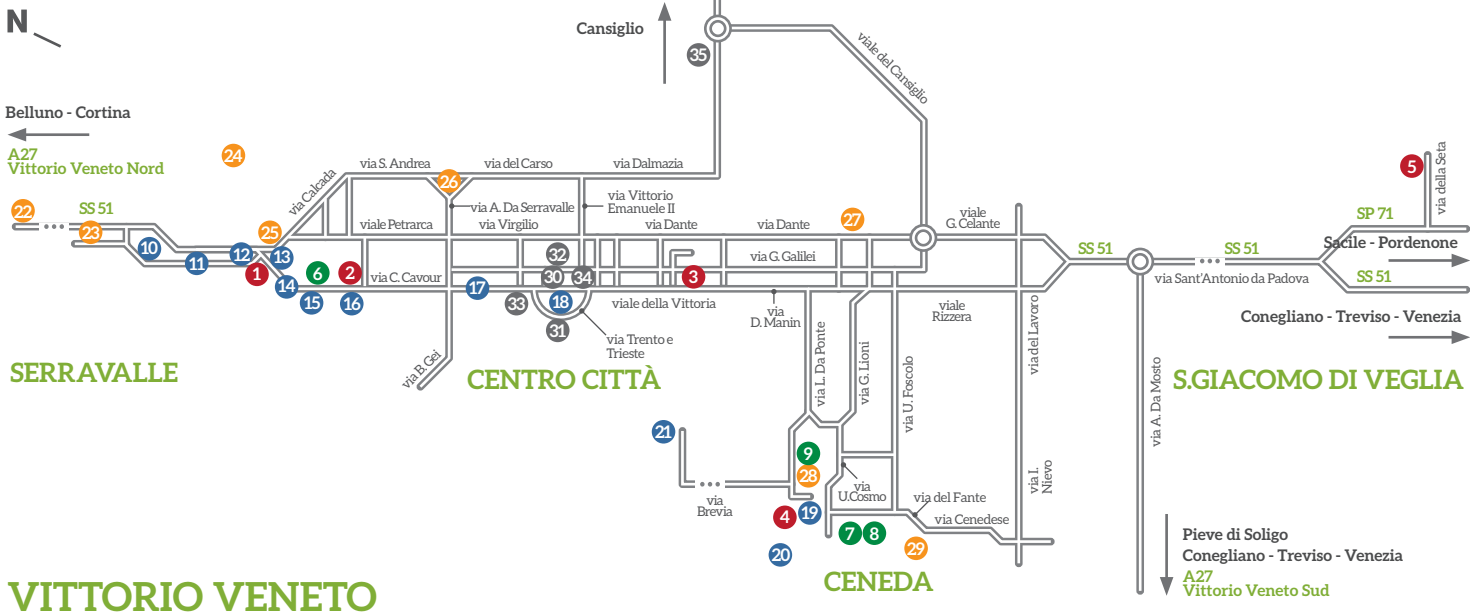 N
Cansiglio
35
viale del Cansiglio
Belluno - Cortina
A27
Vittorio Veneto Nord
24
5
via della Seta
via S. Andrea
via del Carso
via Dalmazia
via Calcada
26
22
SS 51
23
25
via A. Da Serravalle
via Vittorio
Emanuele II
27
viale
G. Celante
SP 71
viale Petrarca
via Virgilio
via Dante
via Dante
10
11
12
13
32
via G. Galilei
SS 51
SS 51
Sacile - Pordenone
1
6
2
via C. Cavour
30
34
3
via Sant'Antonio da Padova
SS 51
14
15
16
17
33
18
31
viale della Vittoria
via
D. Manin
viale
Rizzera
via del Lavoro
Conegliano - Treviso - Venezia
via Trento e
Trieste
via B. Gei
via L. Da Ponte
via G. Lioni
via U. Foscolo
via A. Da Mosto
SERRAVALLE
CENTRO CITTÀ
S.GIACOMO DI VEGLIA
21
9
28
via
Brevia
via
U.Cosmo
via I.
Nievo
via del Fante
via Cenedese
4
19
7
8
29
20
Pieve di Soligo
Conegliano - Treviso - Venezia
A27
Vittorio Veneto Sud
CENEDA
VITTORIO VENETO